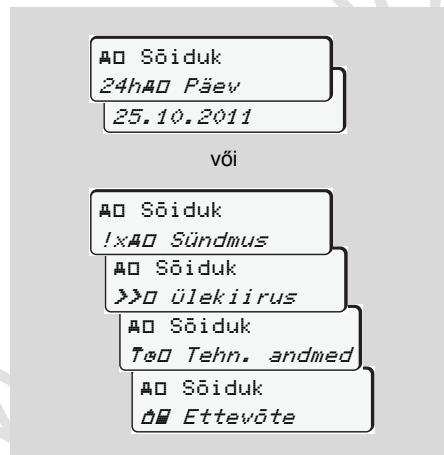 Sõiduk
24h Päev
25.10.2011
või
Sõiduk
!x Sündmus
Sõiduk
>> ülekiirus
Sõiduk
T Tehn. andmed
Sõiduk
Ettevõte